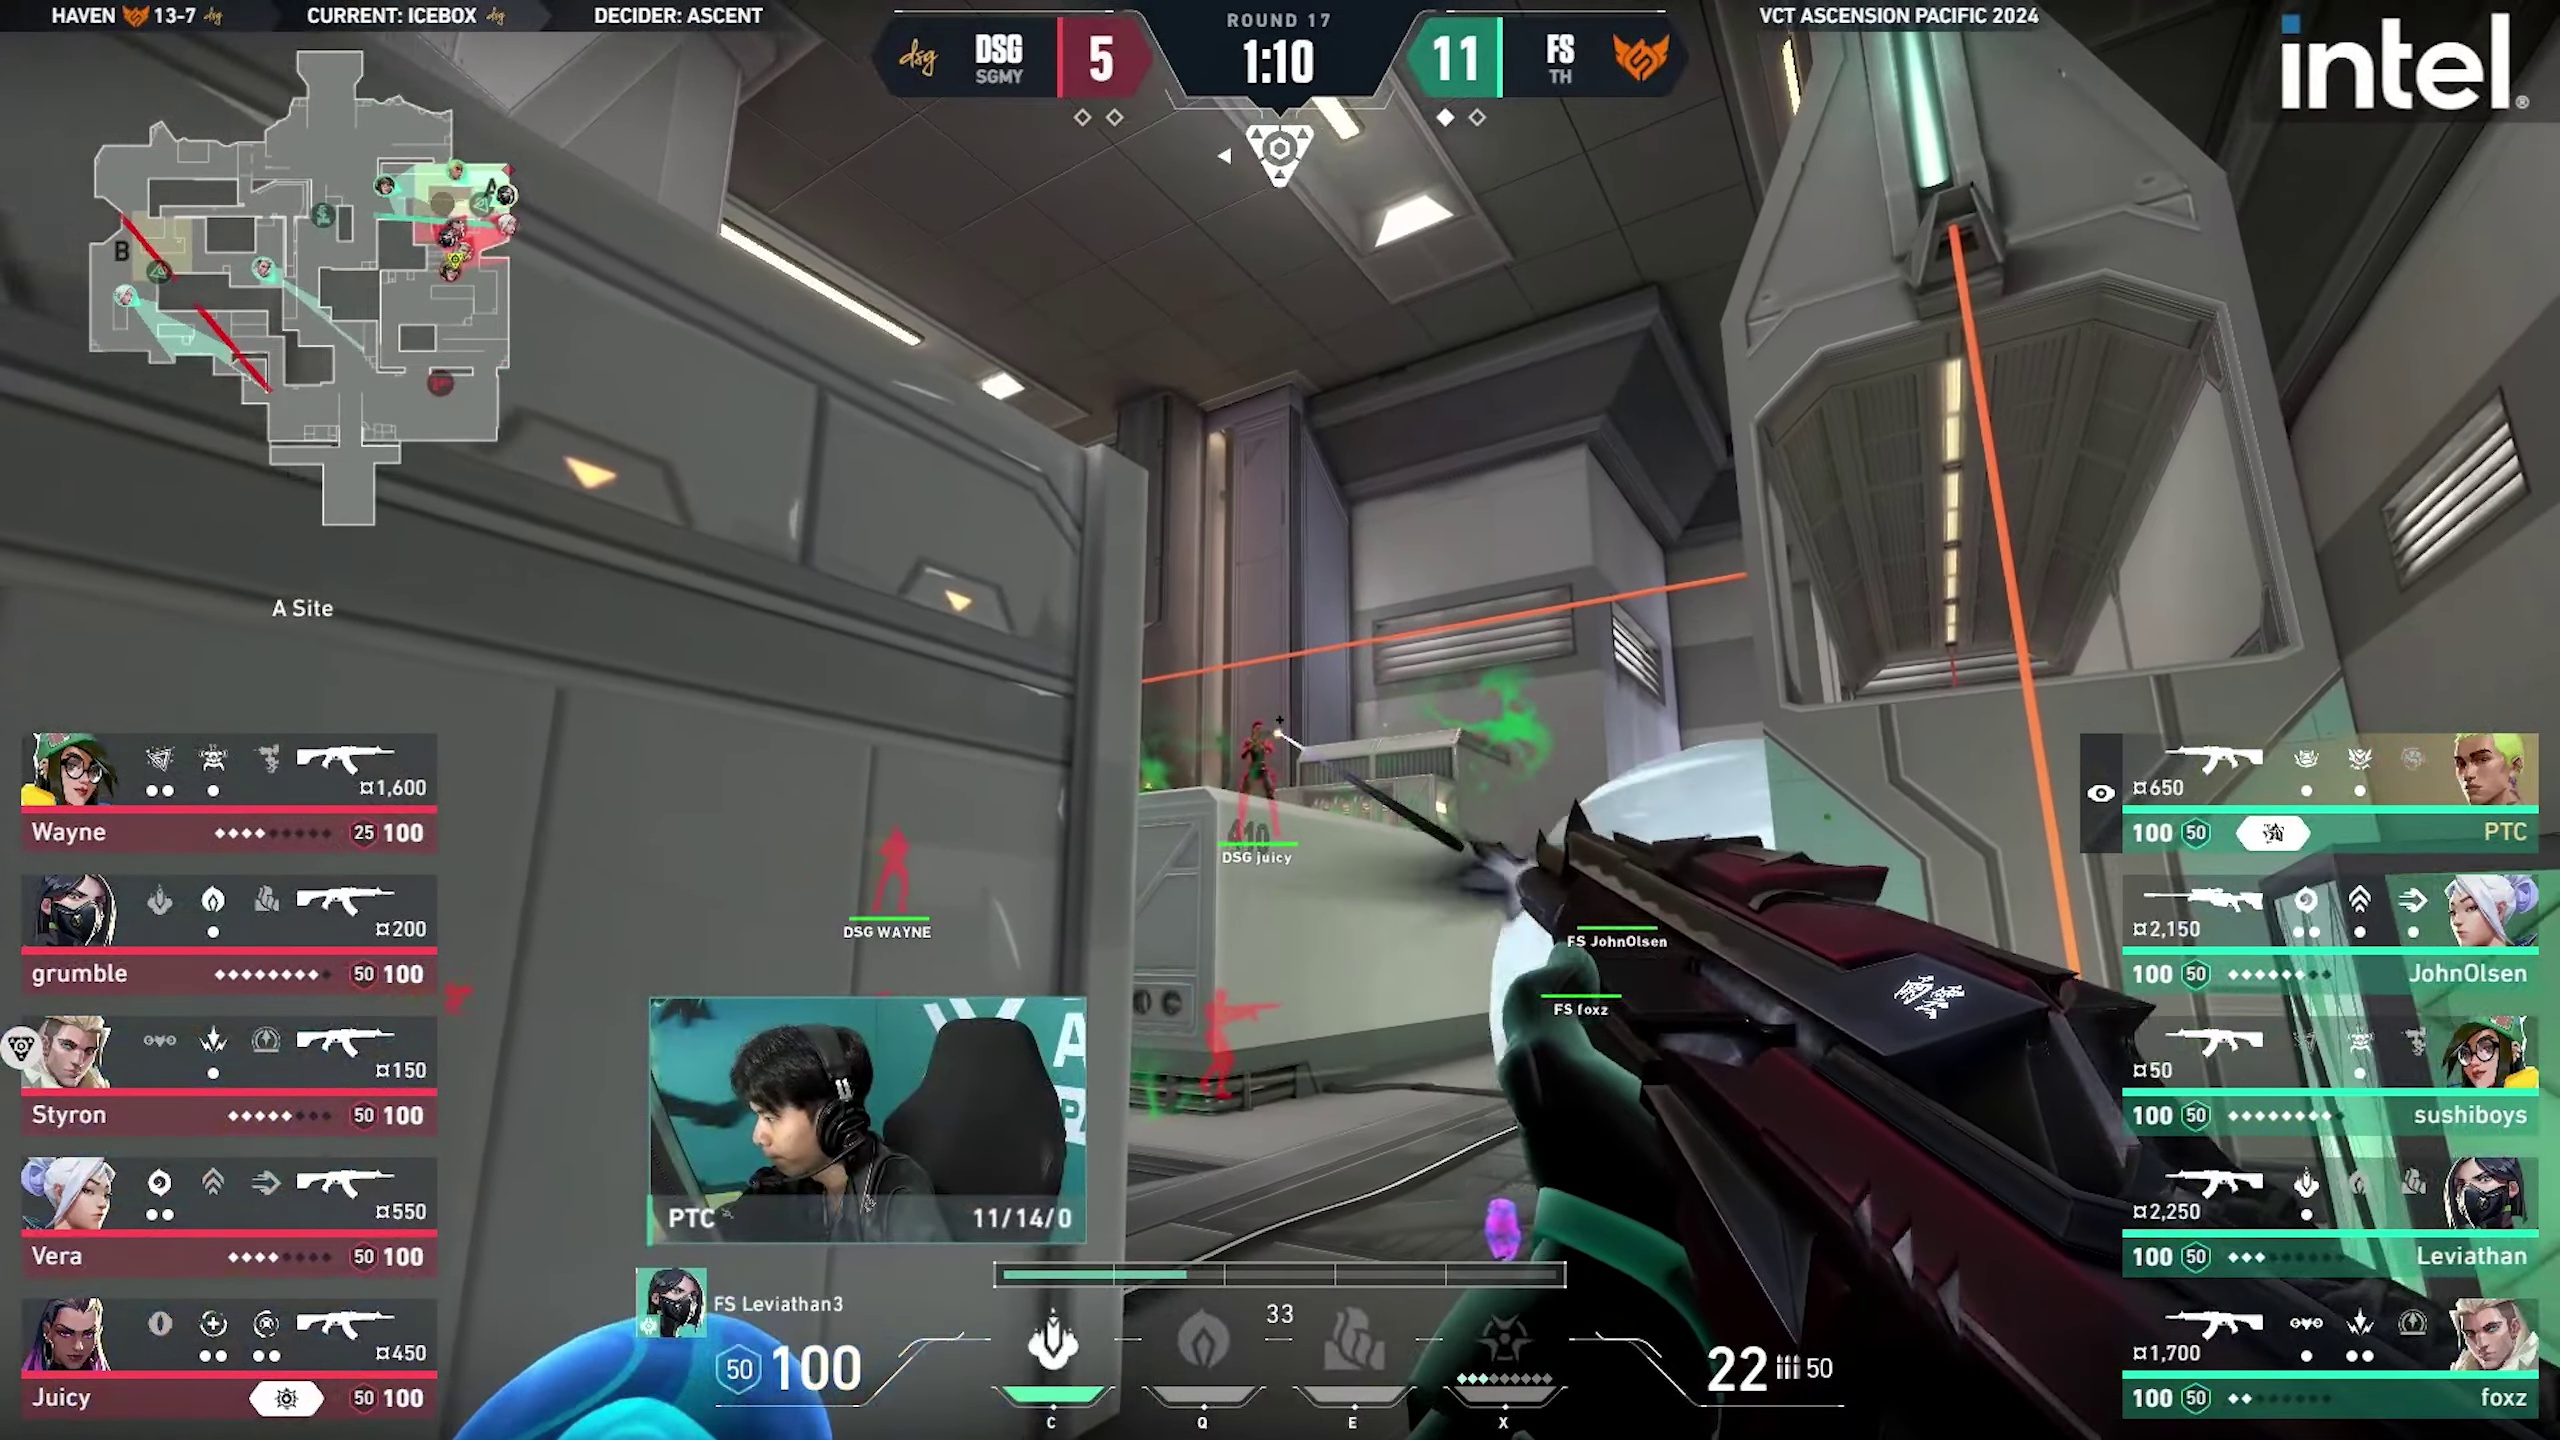 HAVEN 13-7 dsg
CURRENT: ICEBOX dsg
DECIDER: ASCENT
dsg DSG SGMY 5
ROUND 17
1:10
11 FS TH
VCT ASCENSION PACIFIC 2024
intel®
A
B
A Site
1,600
Wayne 25 100
200
grumble 50 100
150
Styron 50 100
550
Vera 50 100
450
Juicy 50 100
650
100 50 PTC
2,150
100 50 JohnOlsen
50
100 50 sushiboys
2,250
100 50 Leviathan
1,700
100 50 foxz
DSG juicy
DSG WAYNE
FS JohnOlsen
FS foxz
PTC 11/14/0
FS Leviathan3
50 100
33
C Q E X
22 50